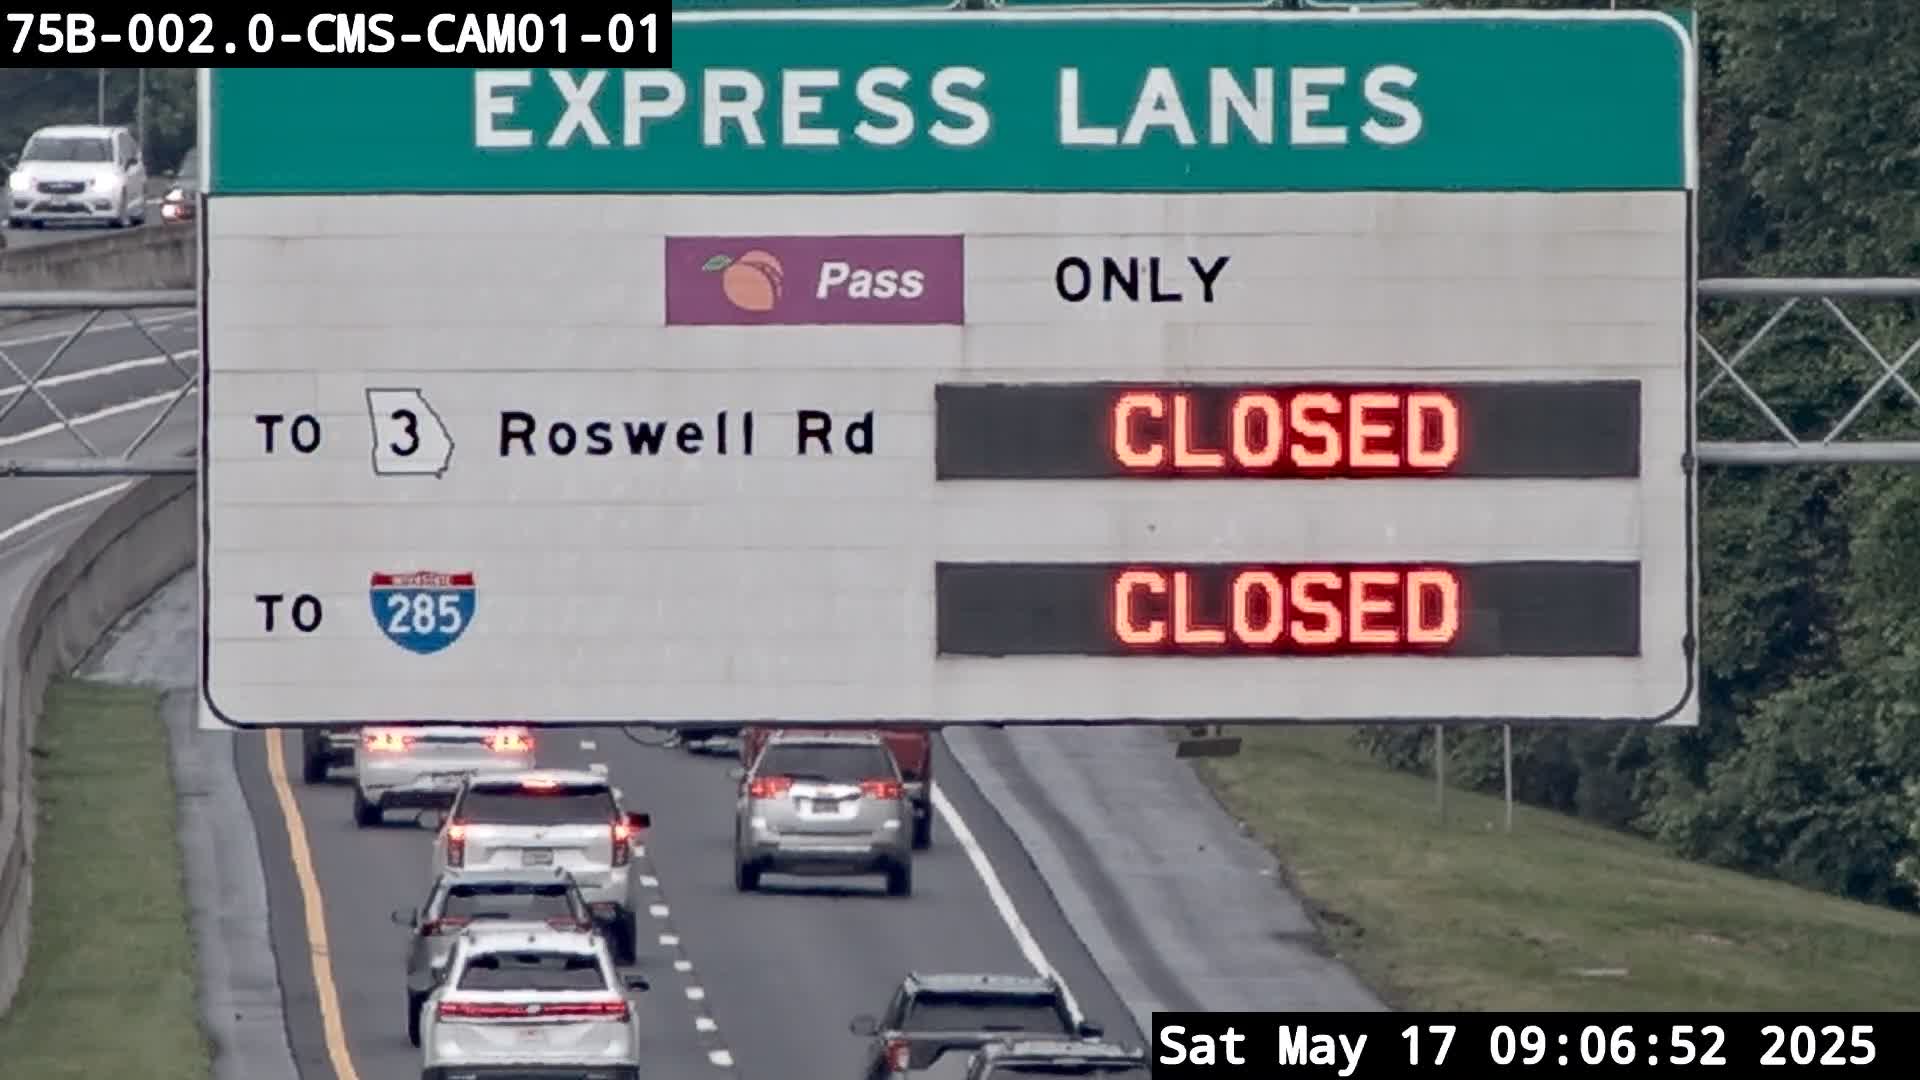 75B-002.0-CMS-CAM01-01
EXPRESS LANES
Pass ONLY
TO 3 Roswell Rd CLOSED
TO INTERSTATE 285 CLOSED
Sat May 17 09:06:52 2025